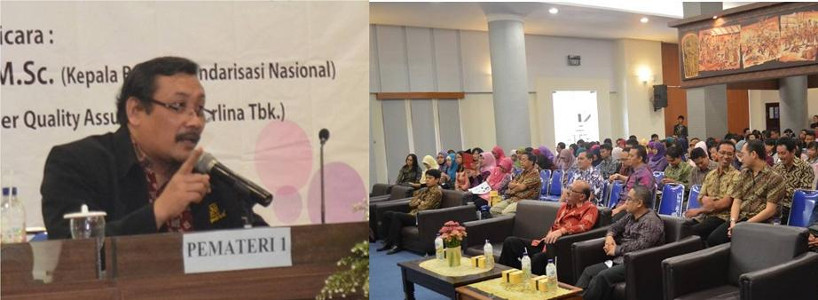 icara :
M.Sc. (Kepala B ndarisasi Nasional)
er Quality Assu rlina Tbk.)
PEMATERI 1